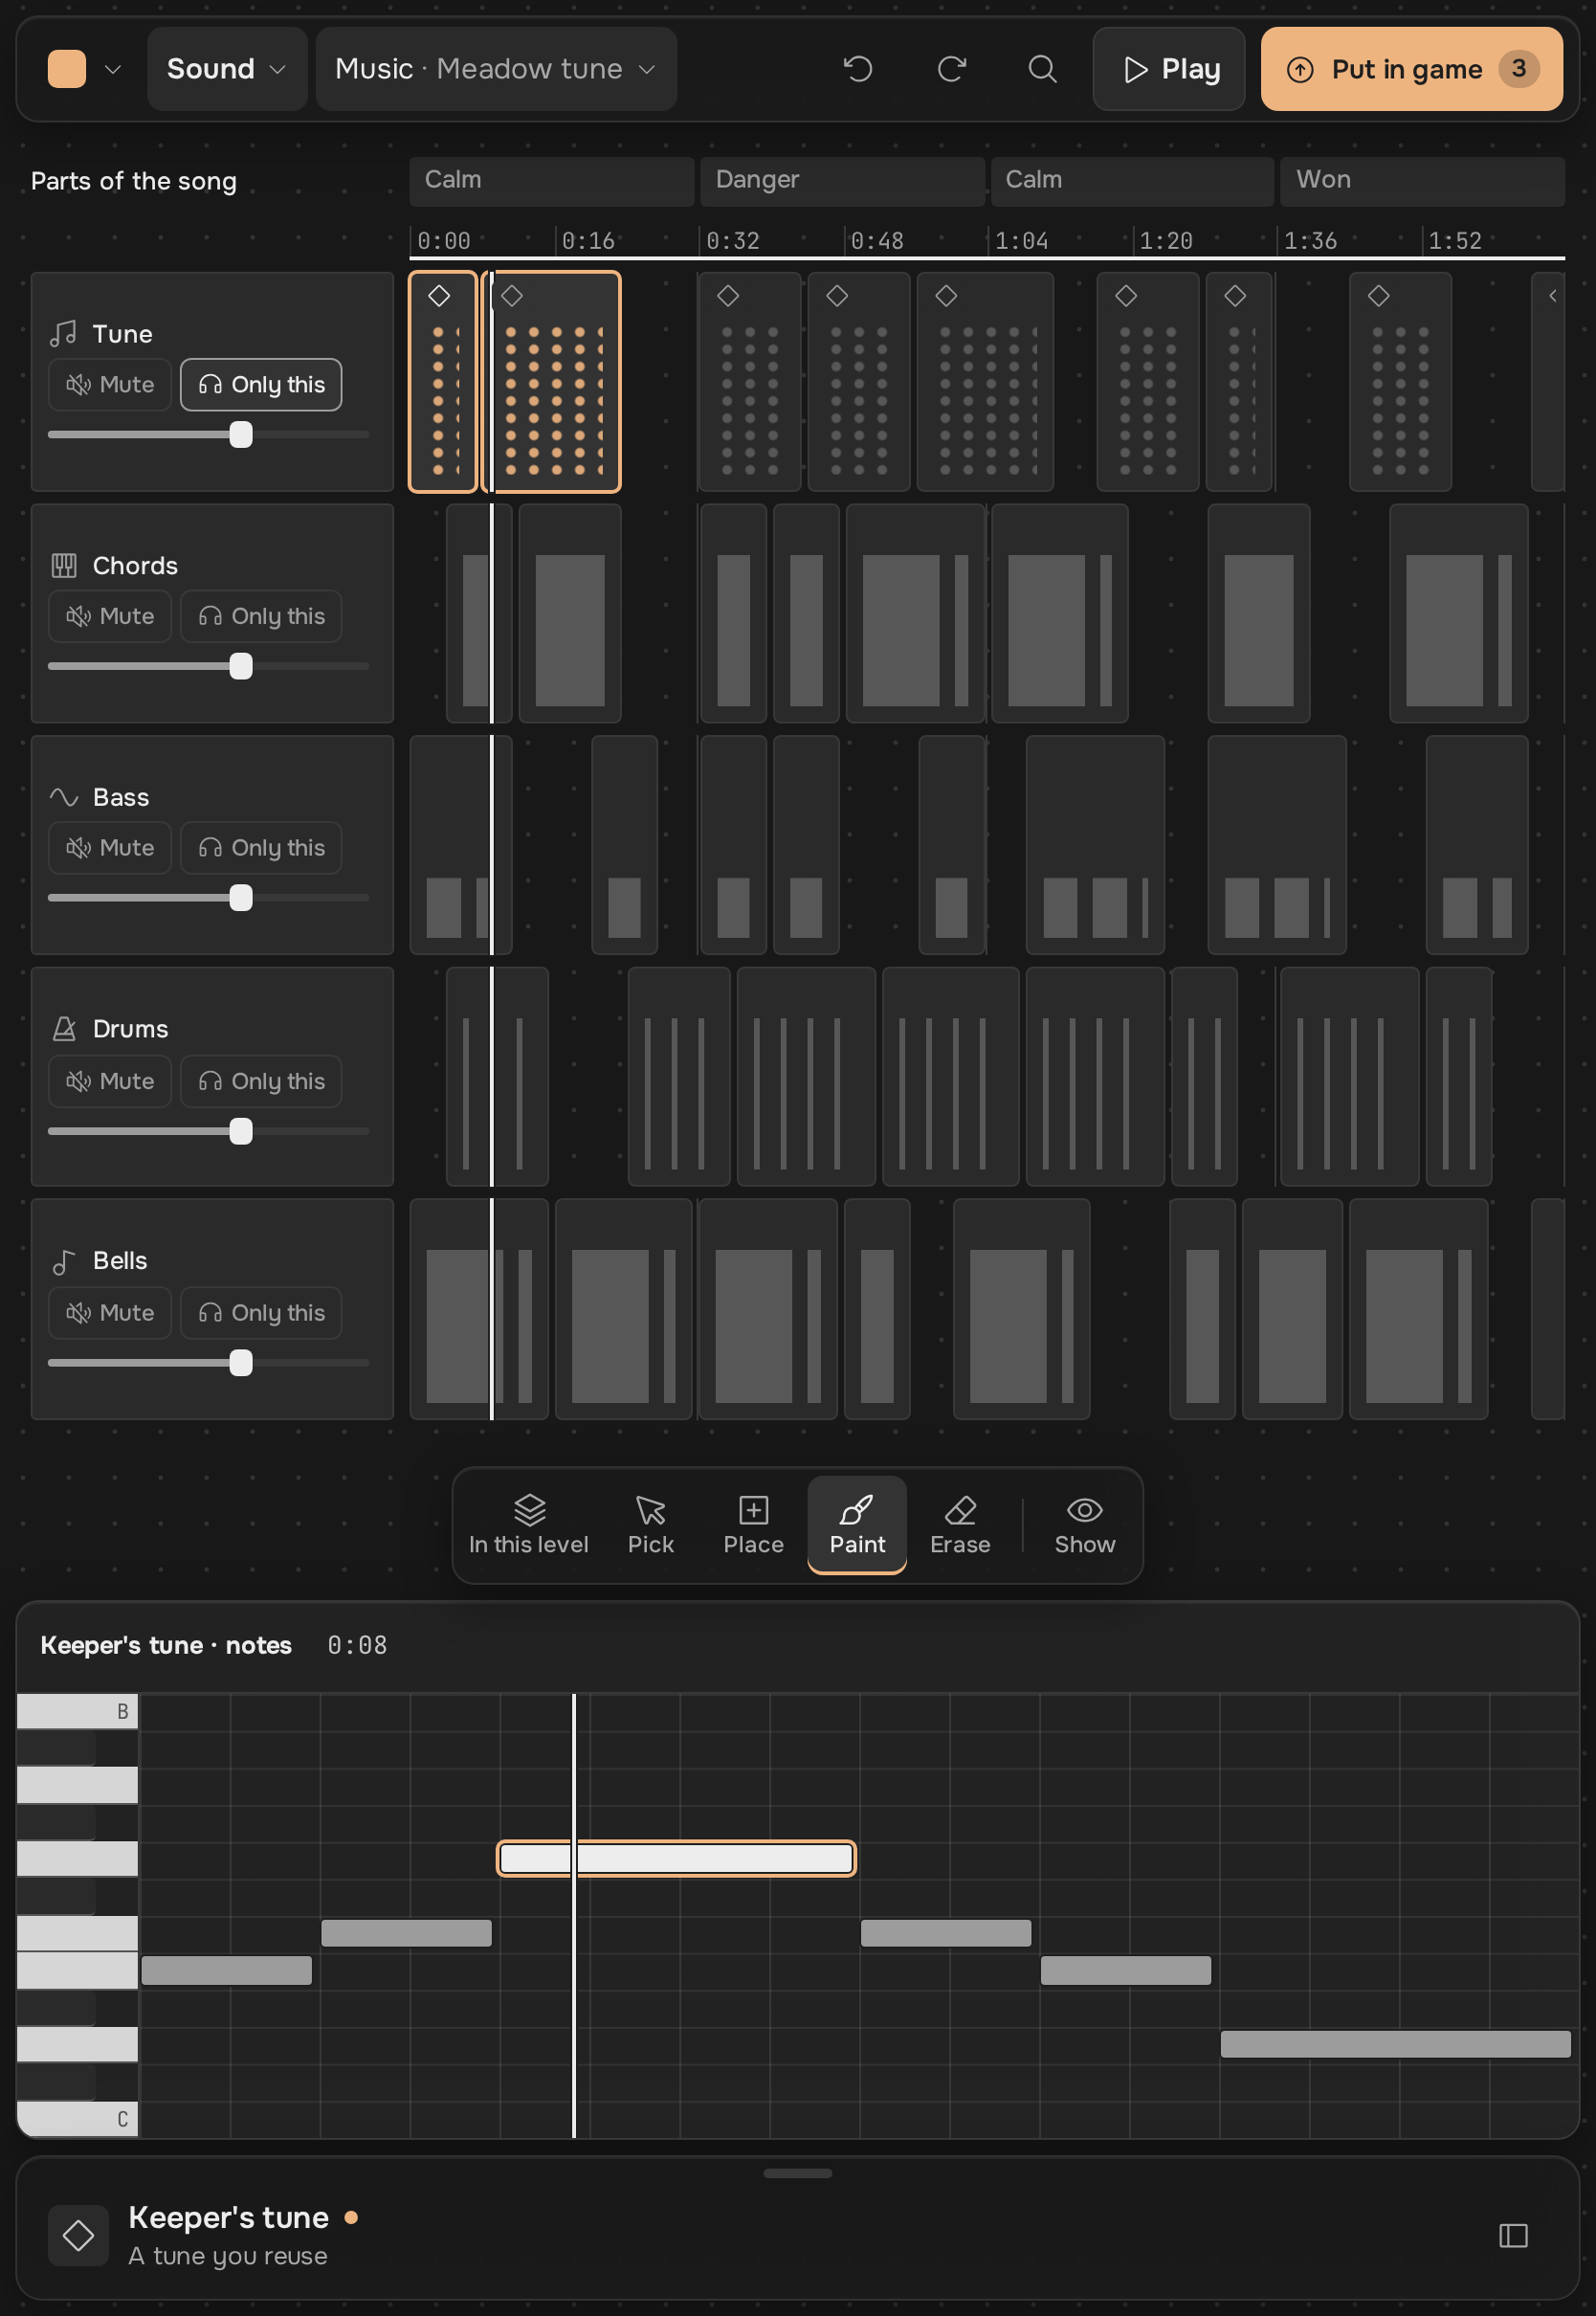 Sound
Music · Meadow tune
Play
Put in game 3
Parts of the song
Calm
Danger
Calm
Won
0:00
0:16
0:32
0:48
1:04
1:20
1:36
1:52
Tune
Mute
Only this
Chords
Mute
Only this
Bass
Mute
Only this
Drums
Mute
Only this
Bells
Mute
Only this
In this level
Pick
Place
Paint
Erase
Show
Keeper's tune · notes
0:08
B
C
Keeper's tune
A tune you reuse